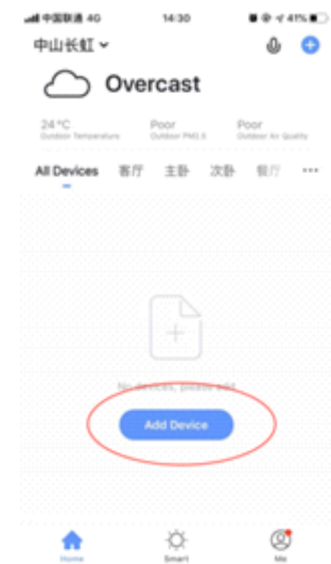 中国联通 4G 14:30 41%
中山长虹
Overcast
24°C Poor Poor
Outdoor Temperature Outdoor PM2.5 Outdoor Air Quality
All Devices 客厅 主卧 次卧 餐厅 ...
No devices, please add
Add Device
Home Smart Me